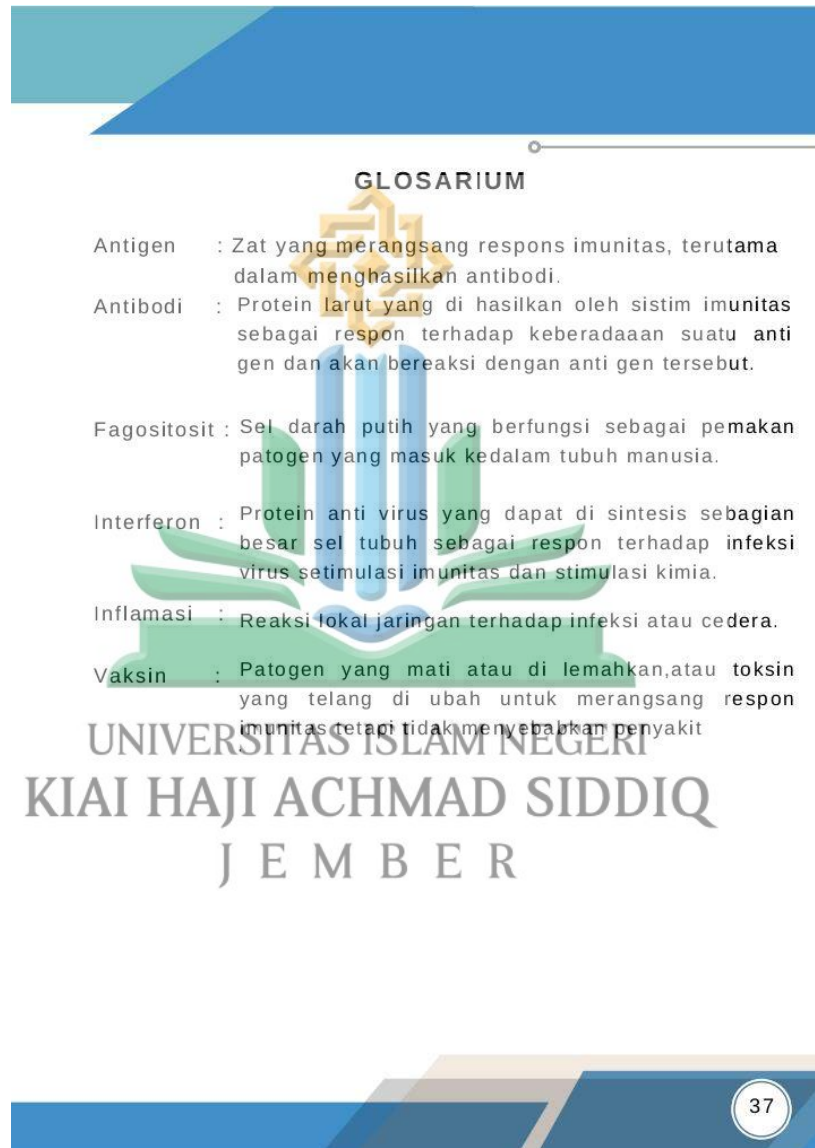 GLOSARIUM
Antigen : Zat yang merangsang respons imunitas, terutama
dalam menghasilkan antibodi.
Antibodi : Protein larut yang di hasilkan oleh sistim imunitas
sebagai respon terhadap keberadaaan suatu anti
gen dan akan bereaksi dengan anti gen tersebut.
Fagositosit : Sel darah putih yang berfungsi sebagai pemakan
patogen yang masuk kedalam tubuh manusia.
Interferon : Protein anti virus yang dapat di sintesis sebagian
besar sel tubuh sebagai respon terhadap infeksi
virus setimulasi imunitas dan stimulasi kimia.
Inflamasi : Reaksi lokal jaringan terhadap infeksi atau cedera.
Vaksin : Patogen yang mati atau di lemahkan,atau toksin
yang telang di ubah untuk merangsang respon
imunitas tetapi tidak menyebabkan penyakit
UNIVERSITAS ISLAM NEGERI
KIAI HAJI ACHMAD SIDDIQ
JEMBER
37